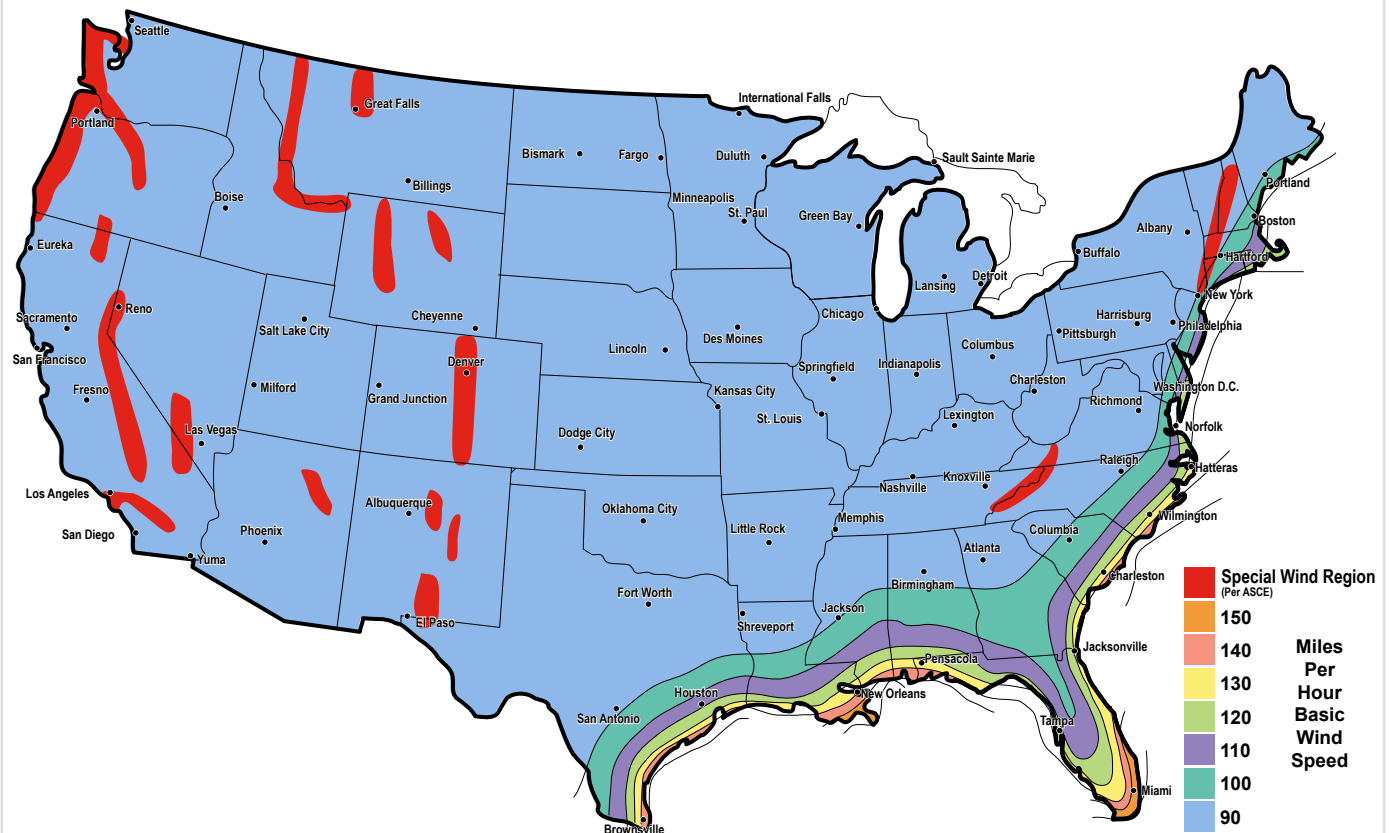 Seattle
Great Falls
Portland
International Falls
Bismark
Fargo
Duluth
Sault Sainte Marie
Billings
Boise
Minneapolis
St. Paul
Green Bay
Portland
Boston
Albany
Eureka
Buffalo
Hartford
Lansing
Detroit
New York
Reno
Sacramento
Salt Lake City
Cheyenne
Chicago
Harrisburg
Philadelphia
Pittsburgh
San Francisco
Des Moines
Lincoln
Columbus
Denver
Springfield
Indianapolis
Fresno
Milford
Grand Junction
Kansas City
Charleston
Washington D.C.
Richmond
St. Louis
Lexington
Las Vegas
Dodge City
Norfolk
Raleigh
Hatteras
Knoxville
Nashville
Los Angeles
Albuquerque
Oklahoma City
Wilmington
San Diego
Phoenix
Little Rock
Memphis
Columbia
Atlanta
Yuma
Birmingham
Charleston
Fort Worth
Jackson
El Paso
Shreveport
Jacksonville
Pensacola
Houston
New Orleans
San Antonio
Tampa
Miami
Brownsville
Special Wind Region
(Per ASCE)
150
140
130
120
110
100
90
Miles
Per
Hour
Basic
Wind
Speed